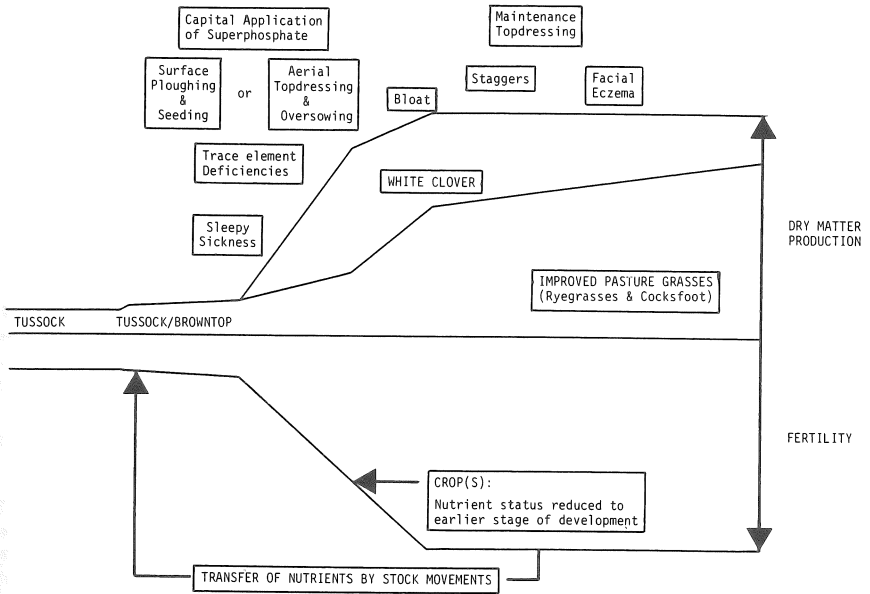 Capital Application
of Superphosphate
Maintenance
Topdressing
Surface
Ploughing
&
Seeding
or
Aerial
Topdressing
&
Oversowing
Bloat
Staggers
Facial
Eczema
Trace element
Deficiencies
WHITE CLOVER
Sleepy
Sickness
DRY MATTER
PRODUCTION
IMPROVED PASTURE GRASSES
(Ryegrasses & Cocksfoot)
TUSSOCK
TUSSOCK/BROWNTOP
FERTILITY
CROP(S):
Nutrient status reduced to
earlier stage of development
TRANSFER OF NUTRIENTS BY STOCK MOVEMENTS